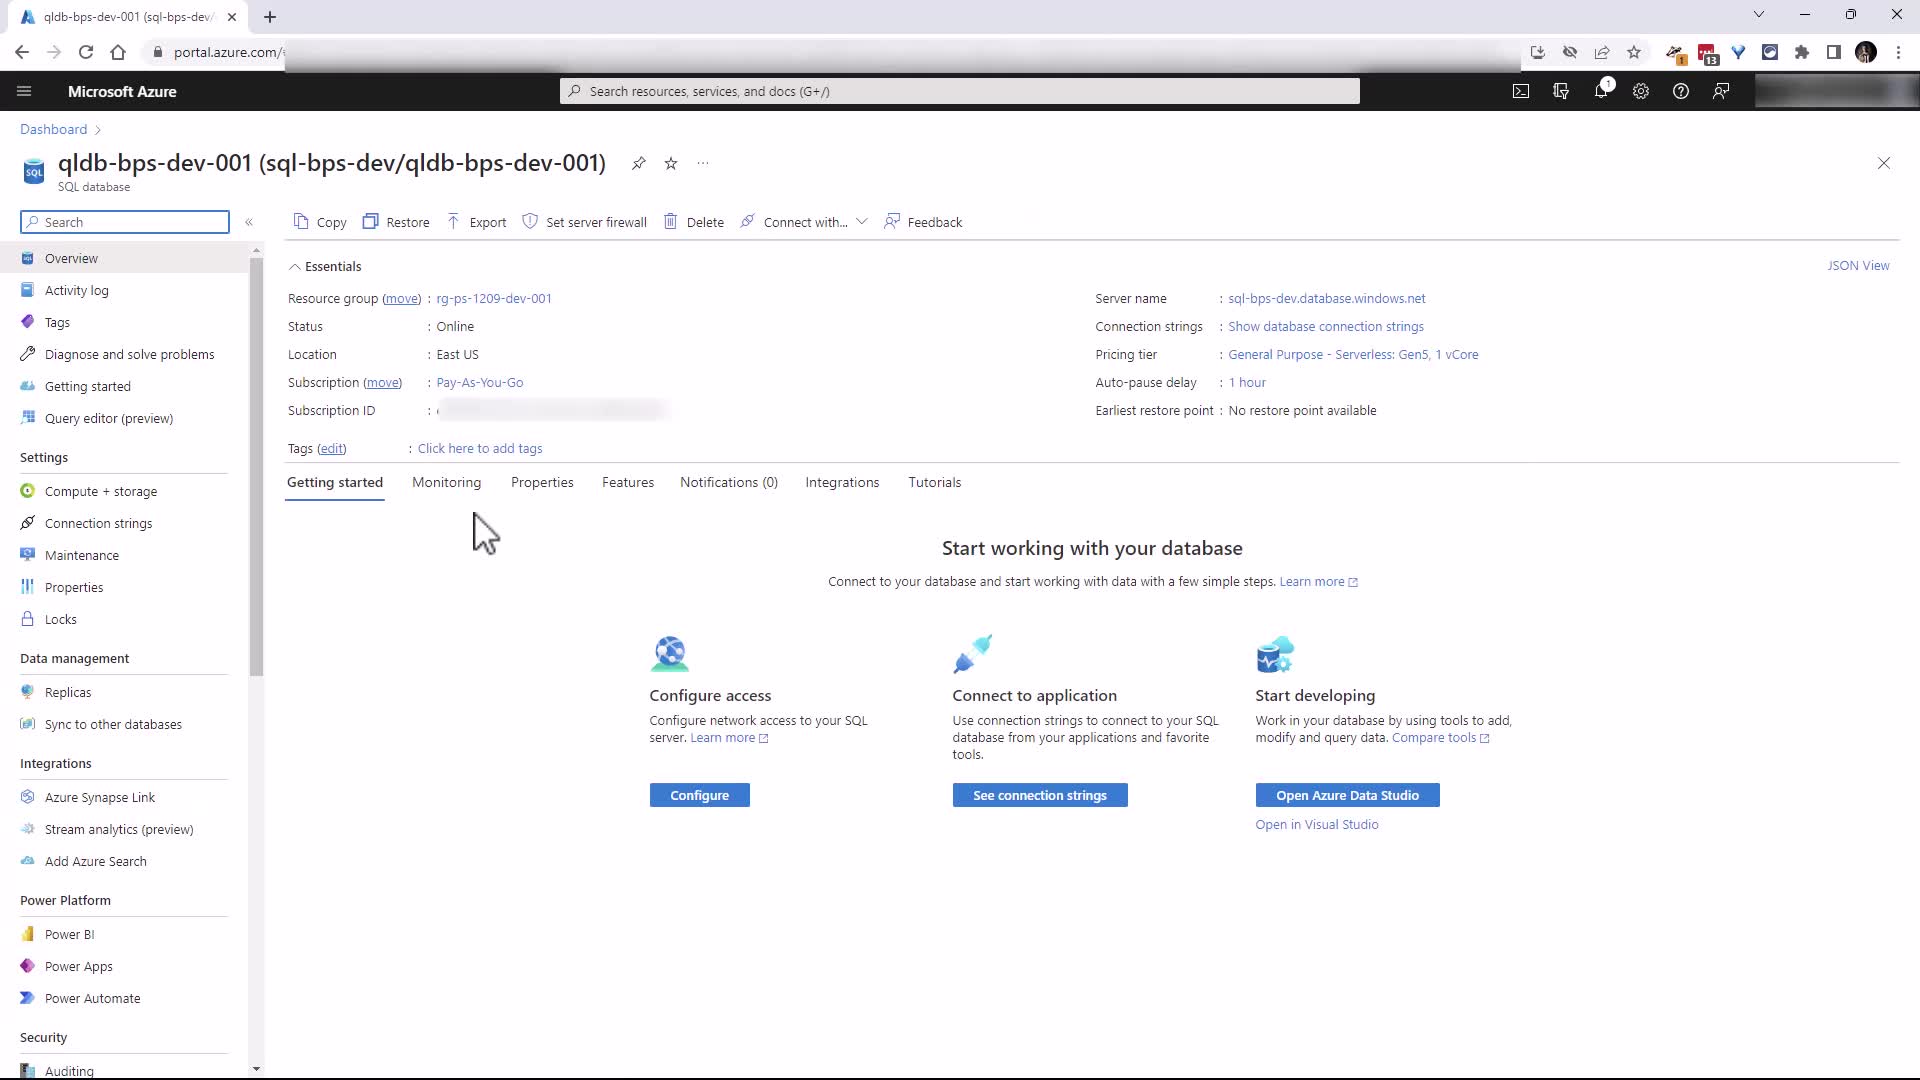 qldb-bps-dev-001 (sql-bps-dev/
portal.azure.com/
1
13
Microsoft Azure
Search resources, services, and docs (G+/)
1
Dashboard
qldb-bps-dev-001 (sql-bps-dev/qldb-bps-dev-001)
SQL
SQL database
Search
Copy
Restore
Export
Set server firewall
Delete
Connect with...
Feedback
Overview
Activity log
Tags
Diagnose and solve problems
Getting started
Query editor (preview)
Settings
Compute + storage
Connection strings
Maintenance
Properties
Locks
Data management
Replicas
Sync to other databases
Integrations
Azure Synapse Link
Stream analytics (preview)
Add Azure Search
Power Platform
Power BI
Power Apps
Power Automate
Security
Auditing
Essentials
JSON View
Resource group (move) : rg-ps-1209-dev-001
Status : Online
Location : East US
Subscription (move) : Pay-As-You-Go
Subscription ID :
Tags (edit) : Click here to add tags
Server name : sql-bps-dev.database.windows.net
Connection strings : Show database connection strings
Pricing tier : General Purpose - Serverless: Gen5, 1 vCore
Auto-pause delay : 1 hour
Earliest restore point : No restore point available
Getting started
Monitoring
Properties
Features
Notifications (0)
Integrations
Tutorials
Start working with your database
Connect to your database and start working with data with a few simple steps. Learn more
Configure access
Configure network access to your SQL
server. Learn more
Configure
Connect to application
Use connection strings to connect to your SQL
database from your applications and favorite
tools.
See connection strings
Start developing
Work in your database by using tools to add,
modify and query data. Compare tools
Open Azure Data Studio
Open in Visual Studio